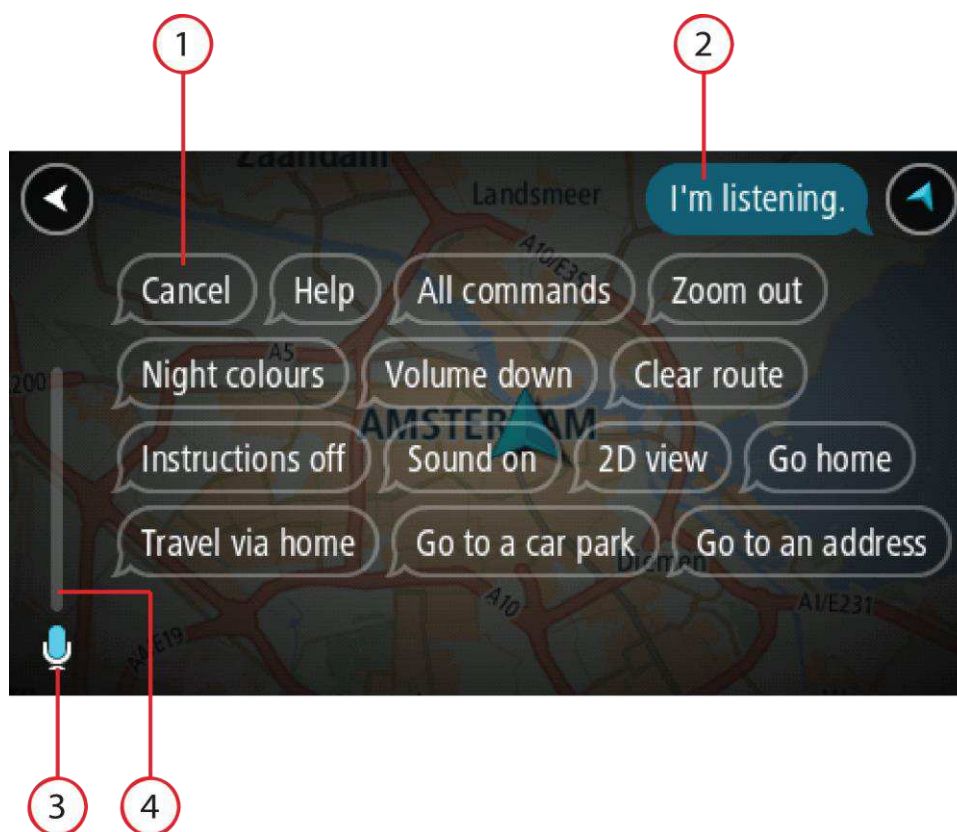 1 2
Zaandam
Landsmeer
I'm listening.
A10/E35
Cancel Help All commands Zoom out
A5
200
Night colours Volume down Clear route
AMSTERDAM
Instructions off Sound on 2D view Go home
Travel via home Go to a car park Go to an address
Diemen
A10
A1/E231
A4/E19
3 4